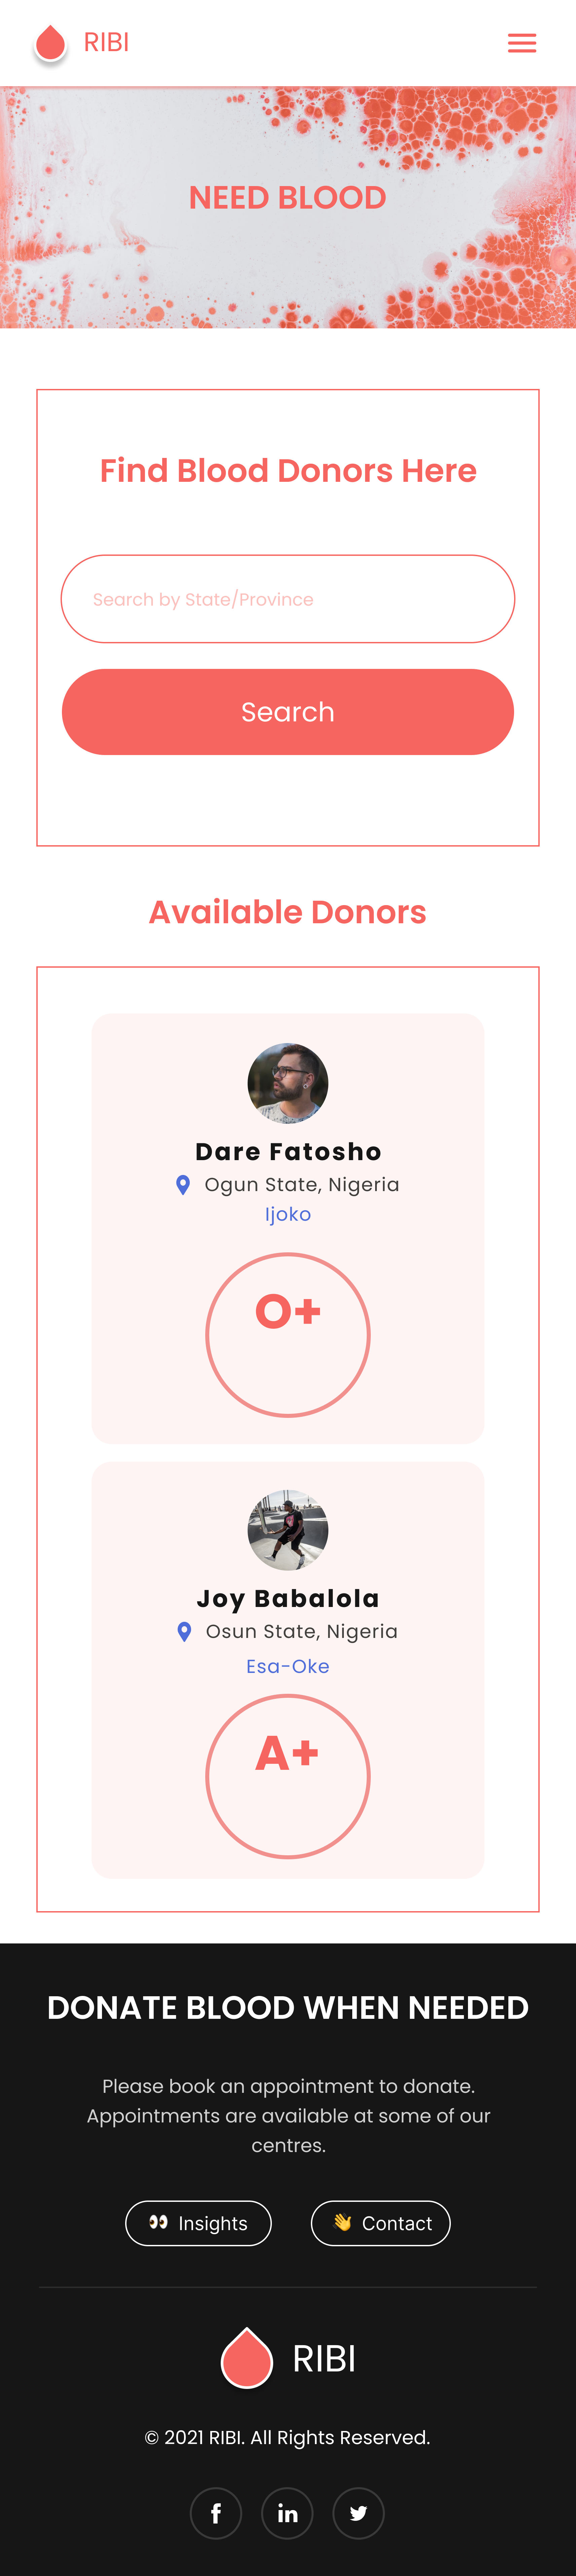 RIBI
NEED BLOOD
Find Blood Donors Here
Search by State/Province
Search
Available Donors
Dare Fatosho
Ogun State, Nigeria
Ijoko
O+
Joy Babalola
Osun State, Nigeria
Esa-Oke
A+
DONATE BLOOD WHEN NEEDED
Please book an appointment to donate.
Appointments are available at some of our
centres.
👀 Insights
👋 Contact
RIBI
© 2021 RIBI. All Rights Reserved.